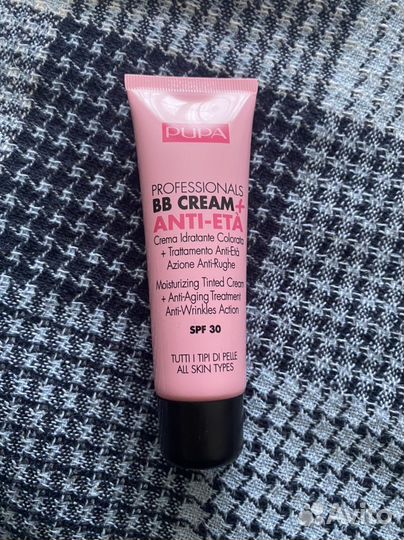 PUPA
PROFESSIONALS
BB CREAM+
ANTI-ETÀ
Crema Idratante Colorata
+ Trattamento Anti-Età
Azione Anti-Rughe
Moisturizing Tinted Cream
+ Anti-Aging Treatment
Anti-Wrinkles Action
SPF 30
TUTTI I TIPI DI PELLE
ALL SKIN TYPES
Avito